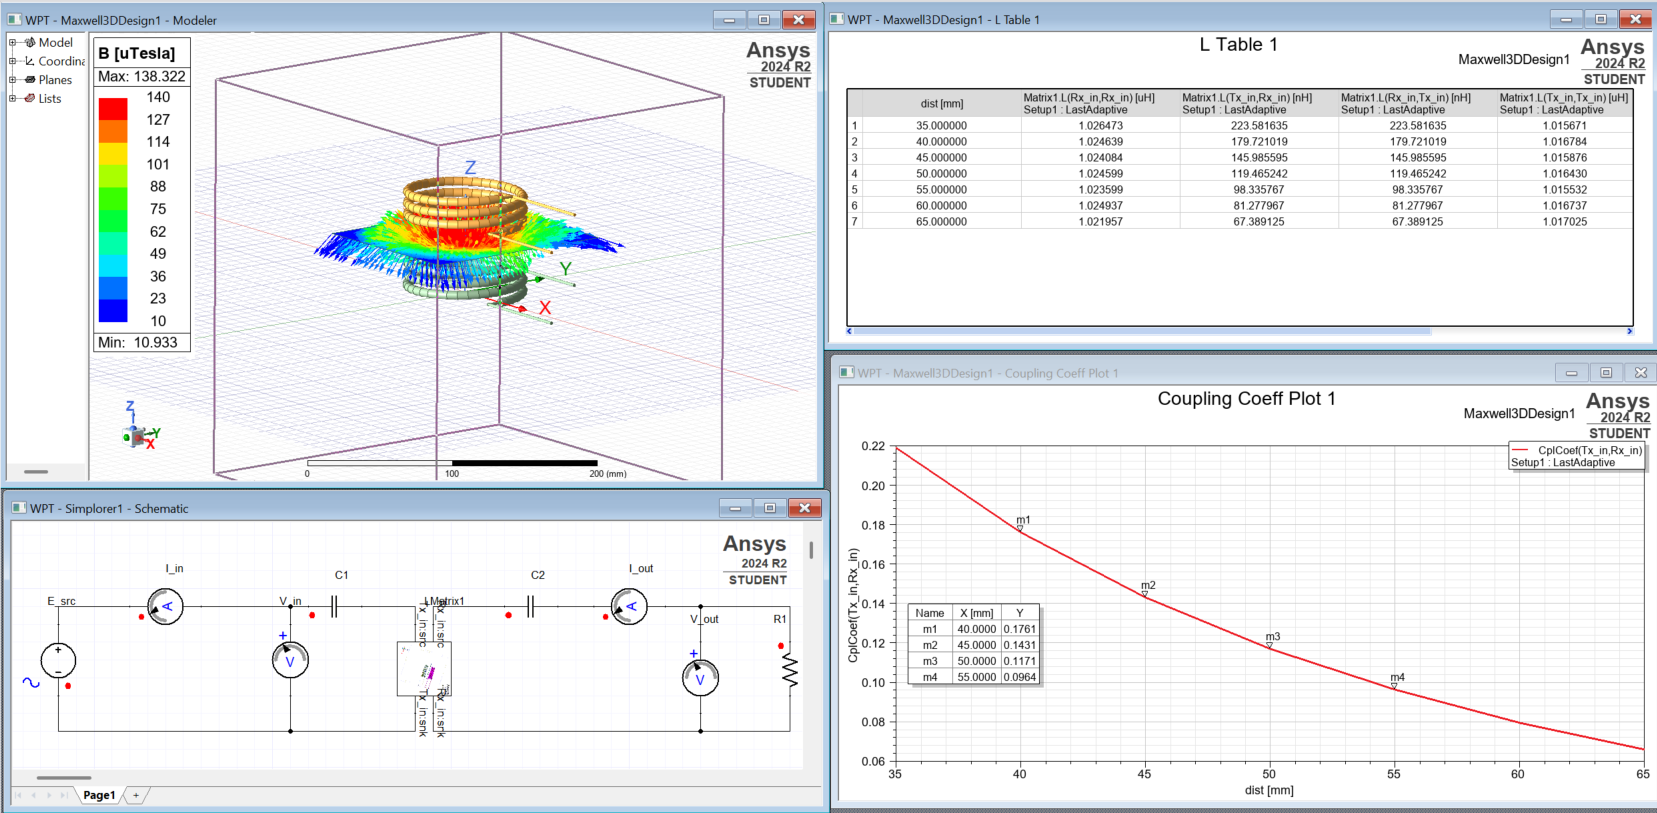 WPT - Maxwell3DDesign1 - Modeler
Model
Coordina
Planes
Lists
B [uTesla]
Max: 138.322
140
127
114
101
88
75
62
49
36
23
10
Min: 10.933
Ansys
2024 R2
STUDENT
Z
Y
X
Z
Y
X
0
100
200 (mm)
WPT - Maxwell3DDesign1 - L Table 1
L Table 1
Maxwell3DDesign1
Ansys
2024 R2
STUDENT
dist [mm] Matrix1.L(Rx_in,Rx_in) [uH] Matrix1.L(Tx_in,Rx_in) [nH] Matrix1.L(Rx_in,Tx_in) [nH] Matrix1.L(Tx_in,Tx_in) [uH]
Setup1 : LastAdaptive Setup1 : LastAdaptive Setup1 : LastAdaptive Setup1 : LastAdaptive
1 35.000000 1.026473 223.581635 223.581635 1.015671
2 40.000000 1.024639 179.721019 179.721019 1.016784
3 45.000000 1.024084 145.985595 145.985595 1.015876
4 50.000000 1.024599 119.465242 119.465242 1.016430
5 55.000000 1.023599 98.335767 98.335767 1.015532
6 60.000000 1.024937 81.277967 81.277967 1.016737
7 65.000000 1.021957 67.389125 67.389125 1.017025
WPT - Simplorer1 - Schematic
Ansys
2024 R2
STUDENT
I_in
C1
C2
I_out
E_src
V_in
LMatrix1
V_out
R1
A
A
V
V
+
−
+
+
Tx_in:src
Rx_in:src
Tx_in:snk
Rx_in:snk
Page1
+
WPT - Maxwell3DDesign1 - Coupling Coeff Plot 1
Coupling Coeff Plot 1
Maxwell3DDesign1
Ansys
2024 R2
STUDENT
CplCoef(Tx_in,Rx_in)
Setup1 : LastAdaptive
CplCoef(Tx_in,Rx_in)
0.22
0.20
0.18
0.16
0.14
0.12
0.10
0.08
0.06
m1
m2
m3
m4
Name X [mm] Y
m1 40.0000 0.1761
m2 45.0000 0.1431
m3 50.0000 0.1171
m4 55.0000 0.0964
35 40 45 50 55 60 65
dist [mm]